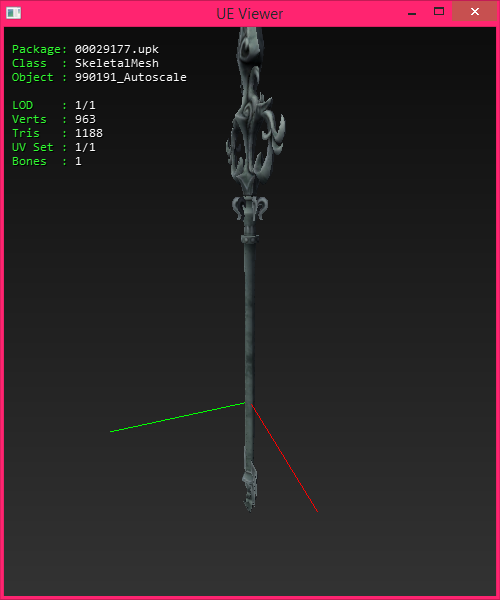 UE Viewer
Package: 00029177.upk
Class  : SkeletalMesh
Object : 990191_Autoscale
LOD    : 1/1
Verts  : 963
Tris   : 1188
UV Set : 1/1
Bones  : 1